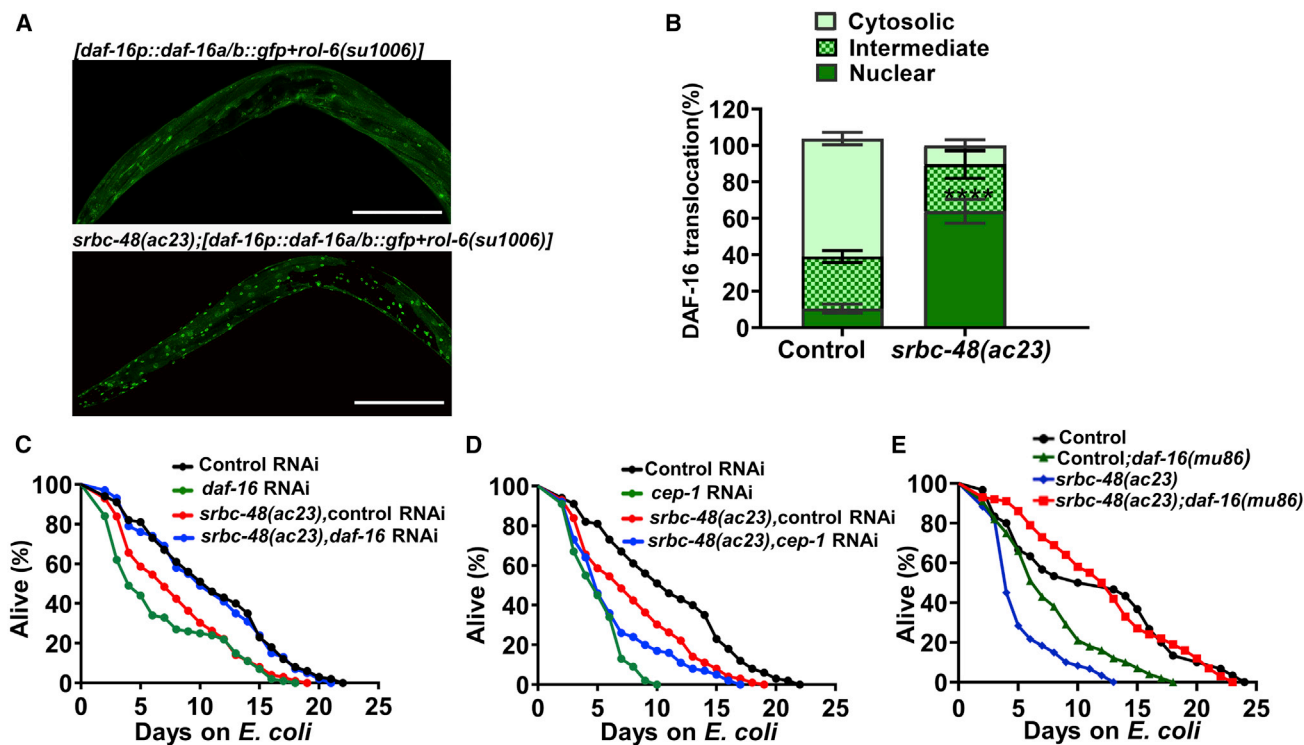 A
[daf-16p::daf-16a/b::gfp+rol-6(su1006)]
srbc-48(ac23);[daf-16p::daf-16a/b::gfp+rol-6(su1006)]
B
Cytosolic
Intermediate
Nuclear
DAF-16 translocation(%)
120
100
80
60
40
20
0
****
Control
srbc-48(ac23)
C
Control RNAi
daf-16 RNAi
srbc-48(ac23),control RNAi
srbc-48(ac23),daf-16 RNAi
Alive (%)
100
80
60
40
20
0
0 5 10 15 20 25
Days on E. coli
D
Control RNAi
cep-1 RNAi
srbc-48(ac23),control RNAi
srbc-48(ac23),cep-1 RNAi
Alive (%)
100
80
60
40
20
0
0 5 10 15 20 25
Days on E. coli
E
Control
Control;daf-16(mu86)
srbc-48(ac23)
srbc-48(ac23);daf-16(mu86)
Alive (%)
100
80
60
40
20
0
0 5 10 15 20 25
Days on E. coli